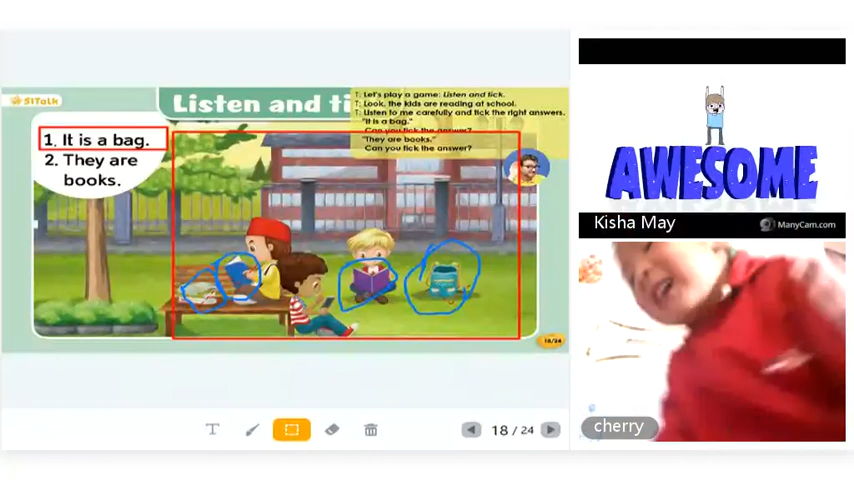 51Talk
Listen and ti
T: Let's play a game: Listen and tick.
T: Look, the kids are reading at school.
T: Listen to me carefully and tick the right answers.
"It is a bag."
Can you tick the answer?
"They are books."
Can you tick the answer?
1. It is a bag.
2. They are
books.
18/24
T
18 / 24
AWESOME
Kisha May
ManyCam.com
cherry